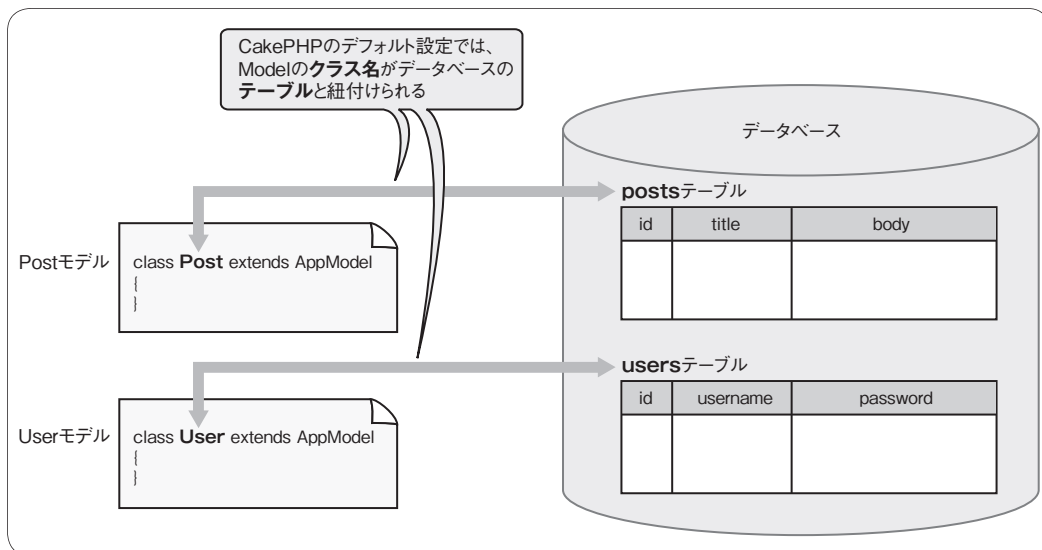 CakePHPのデフォルト設定では、
Modelのクラス名がデータベースの
テーブルと紐付けられる
データベース
postsテーブル
id title body
Postモデル
class Post extends AppModel
{
}
usersテーブル
id username password
Userモデル
class User extends AppModel
{
}